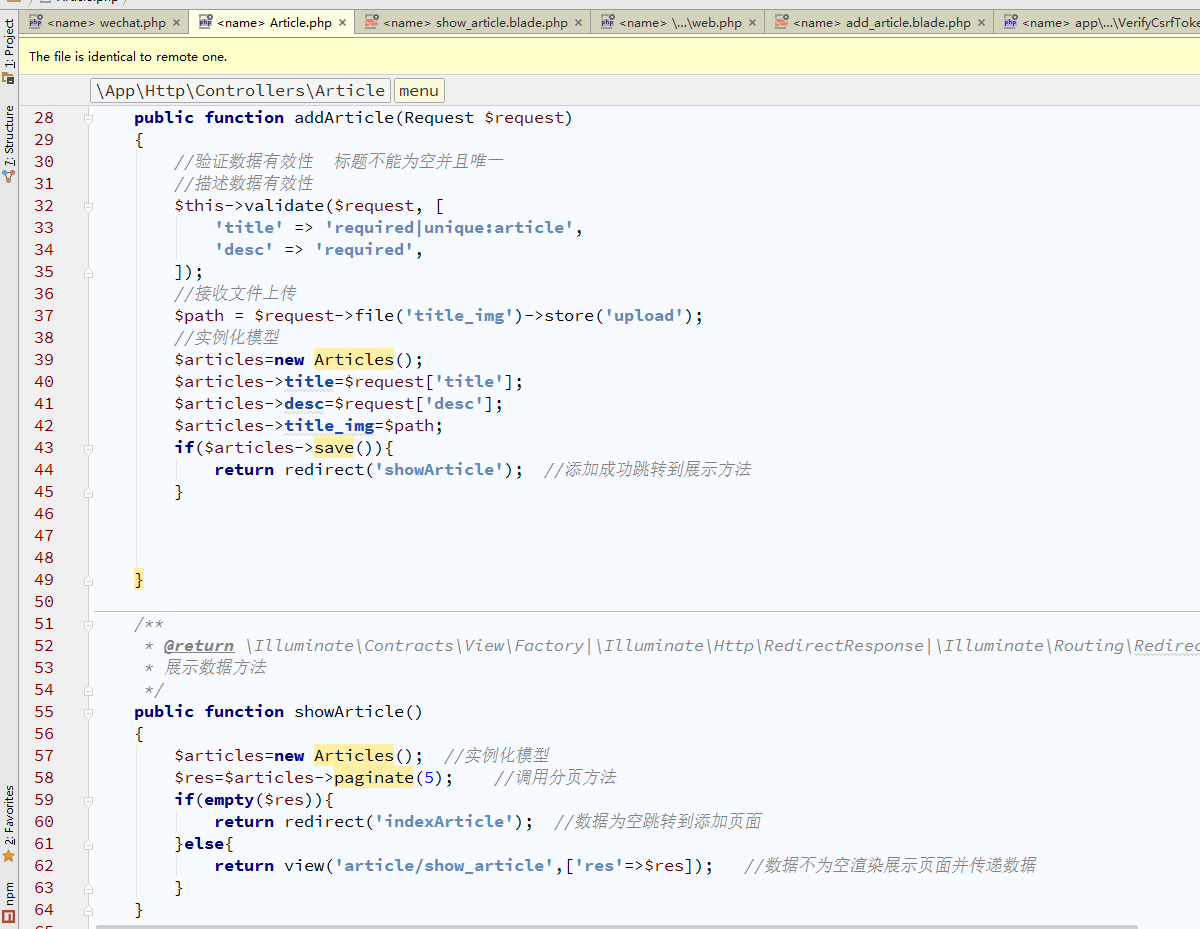 Article.php
<name> wechat.php ×
<name> Article.php ×
<name> show_article.blade.php ×
<name> \...\web.php ×
<name> add_article.blade.php ×
<name> app\...\VerifyCsrfToke
1: Project
7: Structure
2: Favorites
npm
The file is identical to remote one.
\App\Http\Controllers\Article menu
28 public function addArticle(Request $request)
29 {
30 //验证数据有效性 标题不能为空并且唯一
31 //描述数据有效性
32 $this->validate($request, [
33 'title' => 'required|unique:article',
34 'desc' => 'required',
35 ]);
36 //接收文件上传
37 $path = $request->file('title_img')->store('upload');
38 //实例化模型
39 $articles=new Articles();
40 $articles->title=$request['title'];
41 $articles->desc=$request['desc'];
42 $articles->title_img=$path;
43 if($articles->save()){
44 return redirect('showArticle'); //添加成功跳转到展示方法
45 }
46
47
48
49 }
50
51 /**
52 * @return \Illuminate\Contracts\View\Factory|\Illuminate\Http\RedirectResponse|\Illuminate\Routing\Redirec
53 * 展示数据方法
54 */
55 public function showArticle()
56 {
57 $articles=new Articles(); //实例化模型
58 $res=$articles->paginate(5); //调用分页方法
59 if(empty($res)){
60 return redirect('indexArticle'); //数据为空跳转到添加页面
61 }else{
62 return view('article/show_article',['res'=>$res]); //数据不为空渲染展示页面并传递数据
63 }
64 }
65